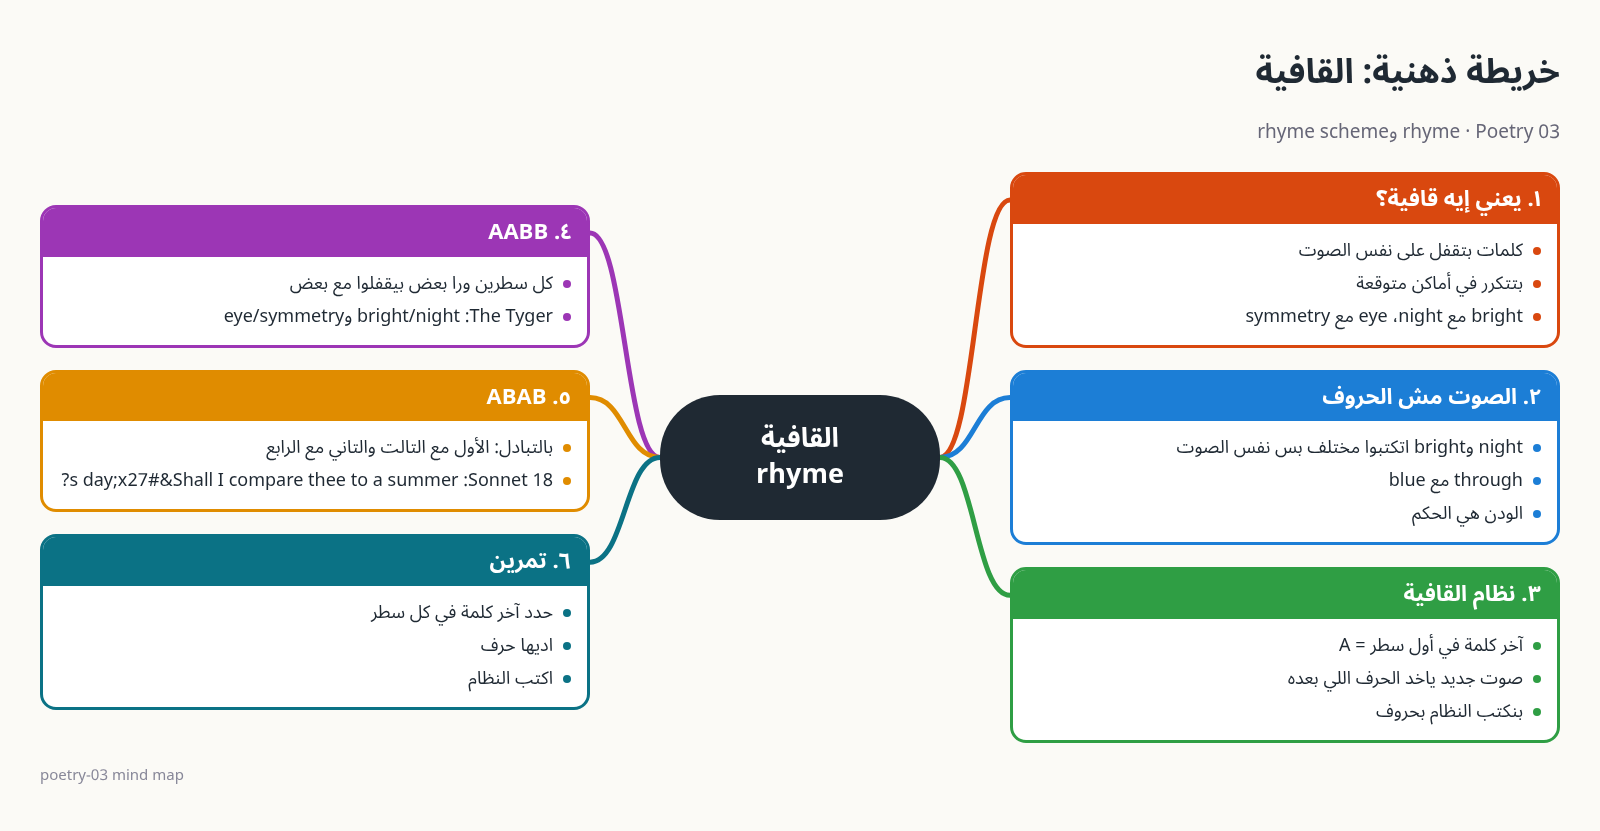 خريطة ذهنية: القافية
rhyme وrhyme scheme · Poetry 03
١. يعني إيه قافية؟
كلمات بتقفل على نفس الصوت
بتتكرر في أماكن متوقعة
bright مع night، eye مع symmetry
٢. الصوت مش الحروف
night وbright اتكتبوا مختلف بس نفس الصوت
through مع blue
الودن هي الحكم
٣. نظام القافية
آخر كلمة في أول سطر = A
صوت جديد ياخد الحرف اللي بعده
بنكتب النظام بحروف
القافية
rhyme
٤. AABB
كل سطرين ورا بعض بيقفلوا مع بعض
The Tyger: bright/night وeye/symmetry
٥. ABAB
بالتبادل: الأول مع التالت والتاني مع الرابع
Sonnet 18: Shall I compare thee to a summer&#x27;s day?
٦. تمرين
حدد آخر كلمة في كل سطر
اديها حرف
اكتب النظام
poetry-03 mind map